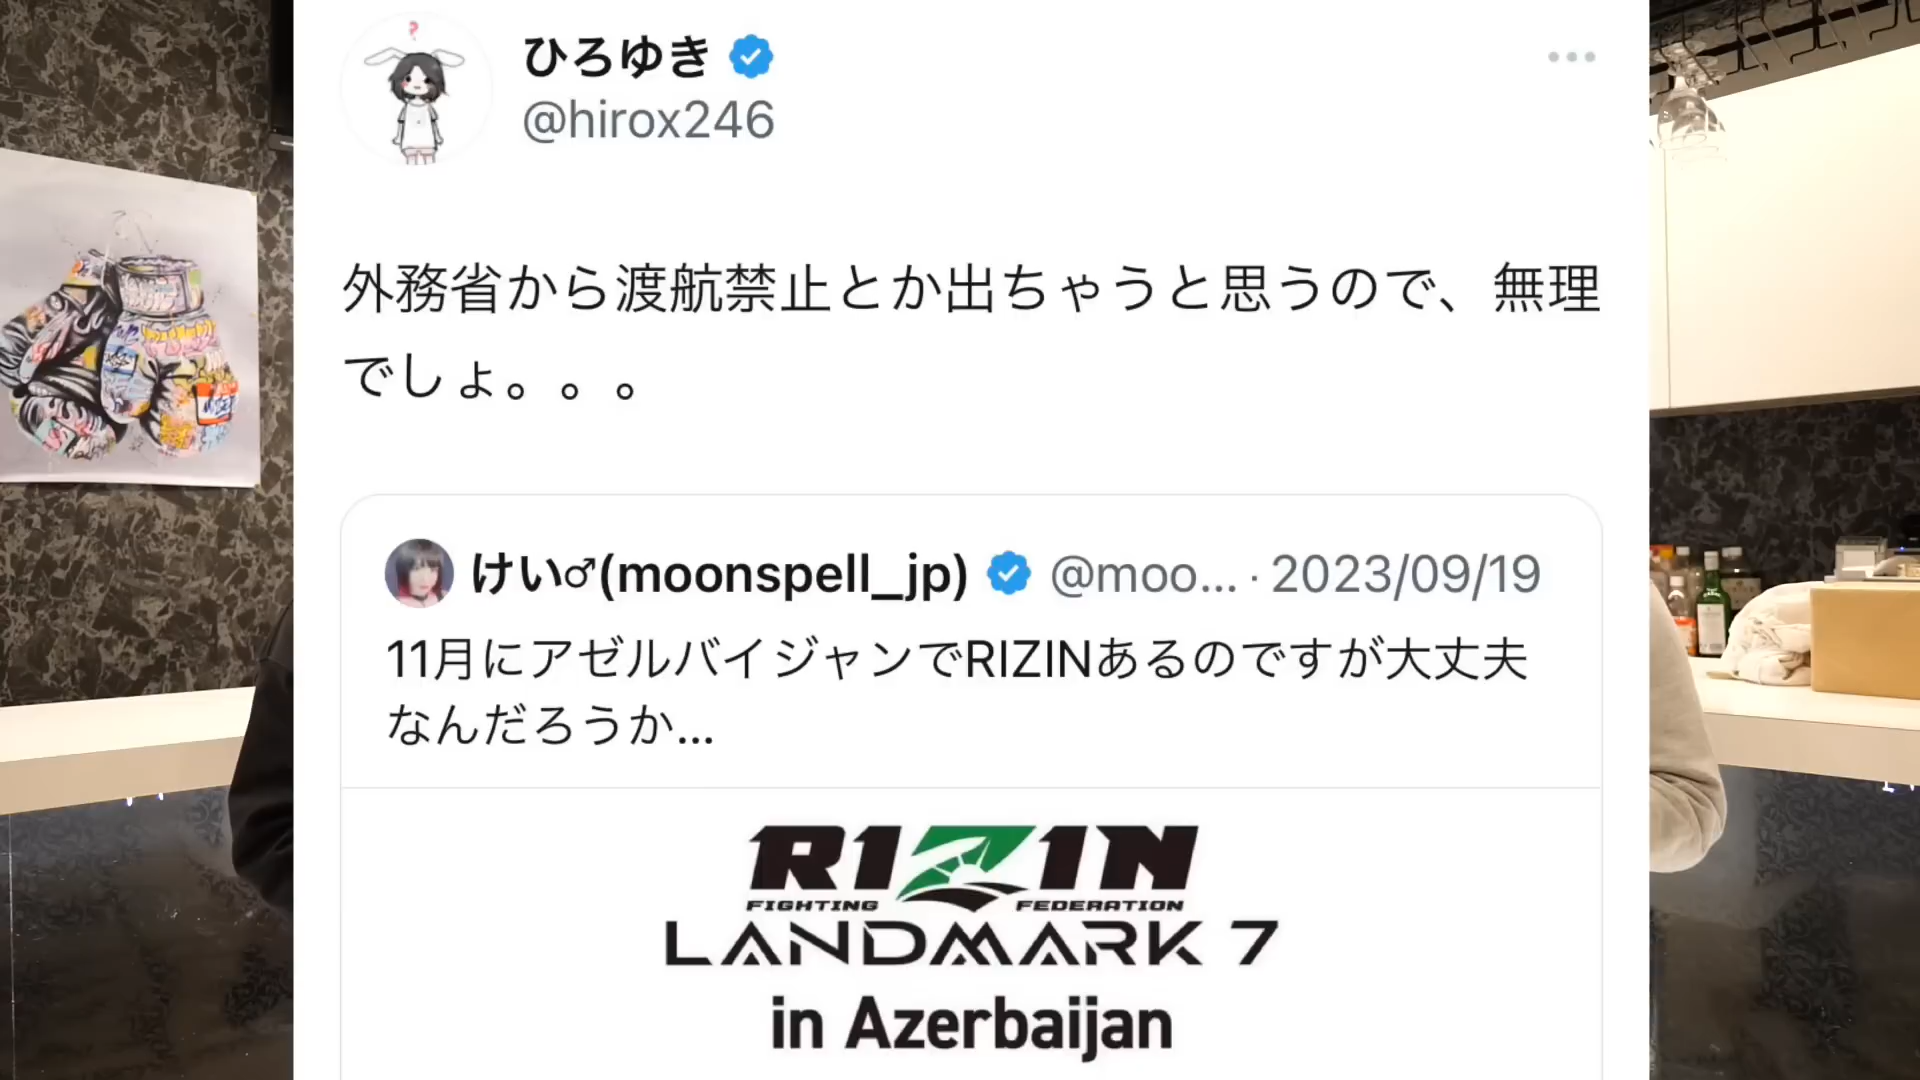 ひろゆき
@hirox246
外務省から渡航禁止とか出ちゃうと思うので、無理
でしょ。。。
けい♂(moonspell_jp) @moo... · 2023/09/19
11月にアゼルバイジャンでRIZINあるのですが大丈夫
なんだろうか...
RIZIN
FIGHTING FEDERATION
LANDMARK 7
in Azerbaijan